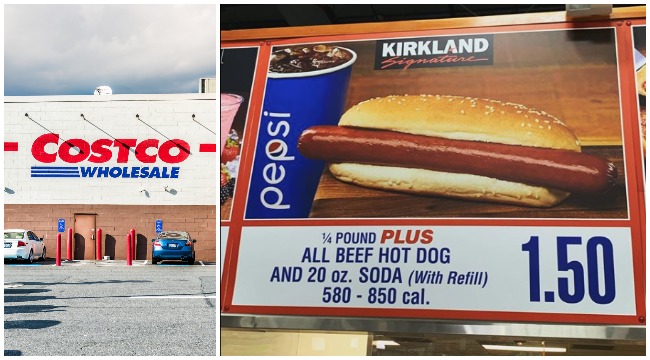 COSTCO
WHOLESALE
KIRKLAND
Signature
pepsi
¼ POUND PLUS
ALL BEEF HOT DOG
AND 20 oz. SODA (With Refill)
580 - 850 cal.
1.50